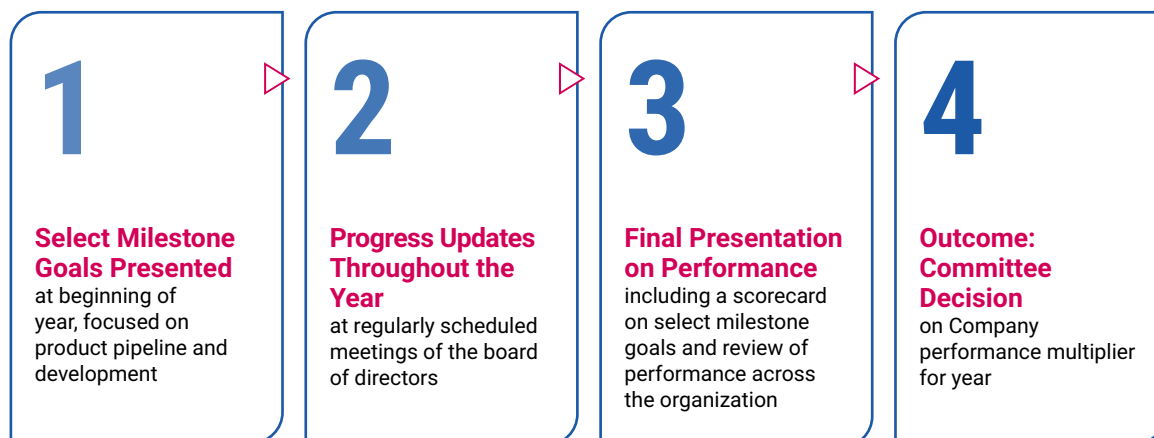 1
Select Milestone
Goals Presented
at beginning of
year, focused on
product pipeline and
development
2
Progress Updates
Throughout the
Year
at regularly scheduled
meetings of the board
of directors
3
Final Presentation
on Performance
including a scorecard
on select milestone
goals and review of
performance across
the organization
4
Outcome:
Committee
Decision
on Company
performance multiplier
for year